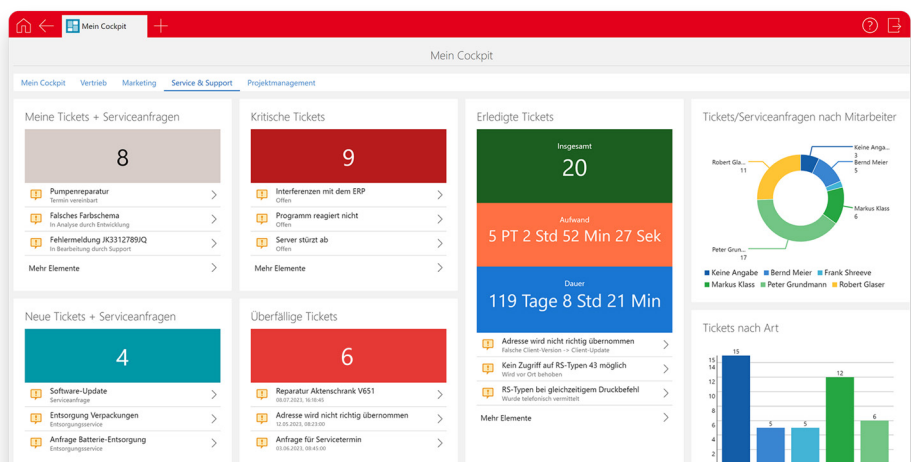 Mein Cockpit
Mein Cockpit
Mein Cockpit
Vertrieb
Marketing
Service & Support
Projektmanagement
Meine Tickets + Serviceanfragen
8
Pumpenreparatur
Termin vereinbart
Falsches Farbschema
In Analyse durch Entwicklung
Fehlermeldung JK3312789JQ
In Bearbeitung durch Support
Mehr Elemente
Kritische Tickets
9
Interferenzen mit dem ERP
Offen
Programm reagiert nicht
Offen
Server stürzt ab
Offen
Mehr Elemente
Erledigte Tickets
Insgesamt
20
Aufwand
5 PT 2 Std 52 Min 27 Sek
Dauer
119 Tage 8 Std 21 Min
Adresse wird nicht richtig übernommen
Falsche Client-Version -> Client-Update
Kein Zugriff auf RS-Typen 43 möglich
Wird vor Ort behoben
RS-Typen bei gleichzeitigem Druckbefehl
Wurde telefonisch vermittelt
Mehr Elemente
Tickets/Serviceanfragen nach Mitarbeiter
Keine Anga...
3
Bernd Meier
5
Robert Gla...
11
Markus Klass
6
Peter Grun...
17
Keine Angabe
Bernd Meier
Frank Shreeve
Markus Klass
Peter Grundmann
Robert Glaser
Neue Tickets + Serviceanfragen
4
Software-Update
Serviceanfrage
Entsorgung Verpackungen
Entsorgungsservice
Anfrage Batterie-Entsorgung
Entsorgungsservice
Überfällige Tickets
6
Reparatur Aktenschrank V651
08.07.2023, 16:18:45
Adresse wird nicht richtig übernommen
12.05.2023, 08:23:00
Anfrage für Servicetermin
03.06.2023, 08:45:00
Tickets nach Art
15
14
12
10
8
6
4
2
15
5
5
12
6